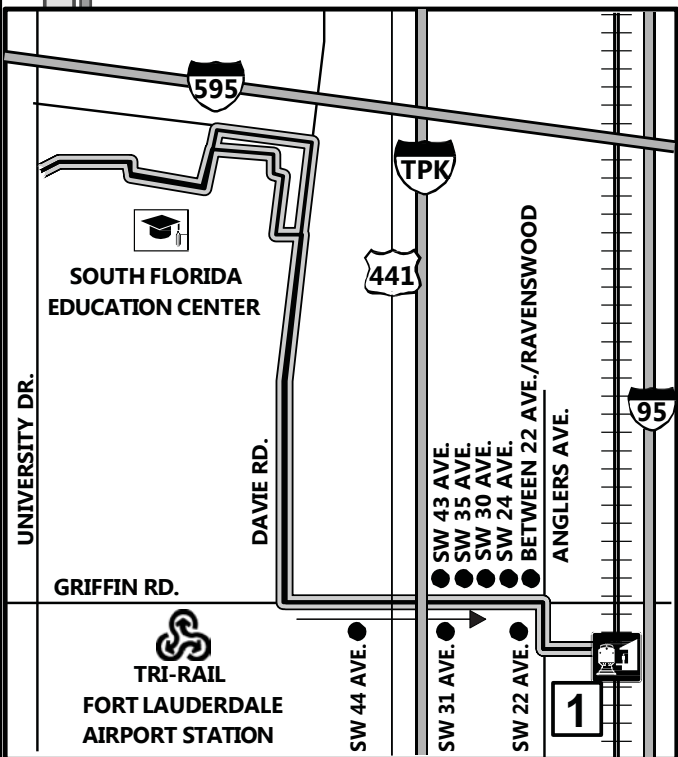 595
TPK
441
95
SOUTH FLORIDA
EDUCATION CENTER
UNIVERSITY DR.
DAVIE RD.
SW 43 AVE.
SW 35 AVE.
SW 30 AVE.
SW 24 AVE.
BETWEEN 22 AVE./RAVENSWOOD
ANGLERS AVE.
GRIFFIN RD.
TRI-RAIL
FORT LAUDERDALE
AIRPORT STATION
SW 44 AVE.
SW 31 AVE.
SW 22 AVE.
1